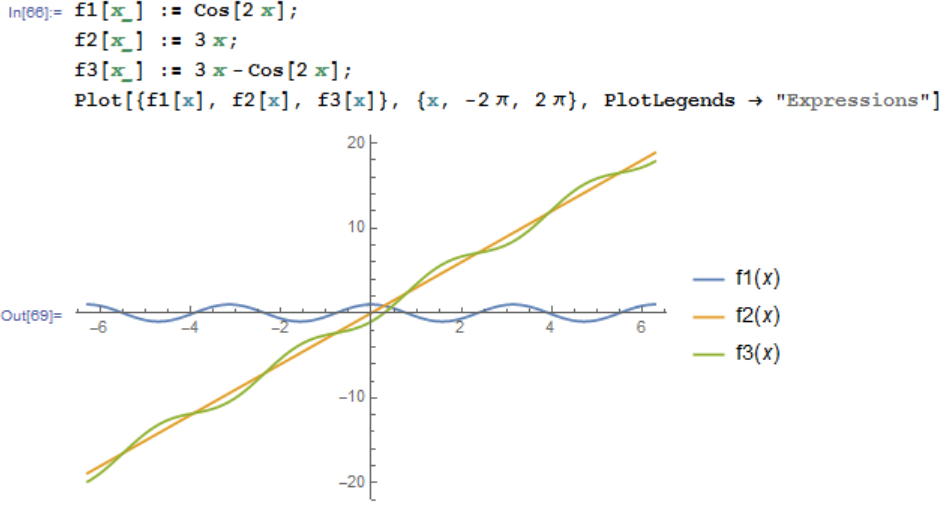 In[66]:= f1[x_] := Cos[2 x];
f2[x_] := 3 x;
f3[x_] := 3 x - Cos[2 x];
Plot[{f1[x], f2[x], f3[x]}, {x, -2 π, 2 π}, PlotLegends → "Expressions"]
20
10
f1(x)
Out[69]=
-6
-4
-2
2
4
6
f2(x)
f3(x)
-10
-20